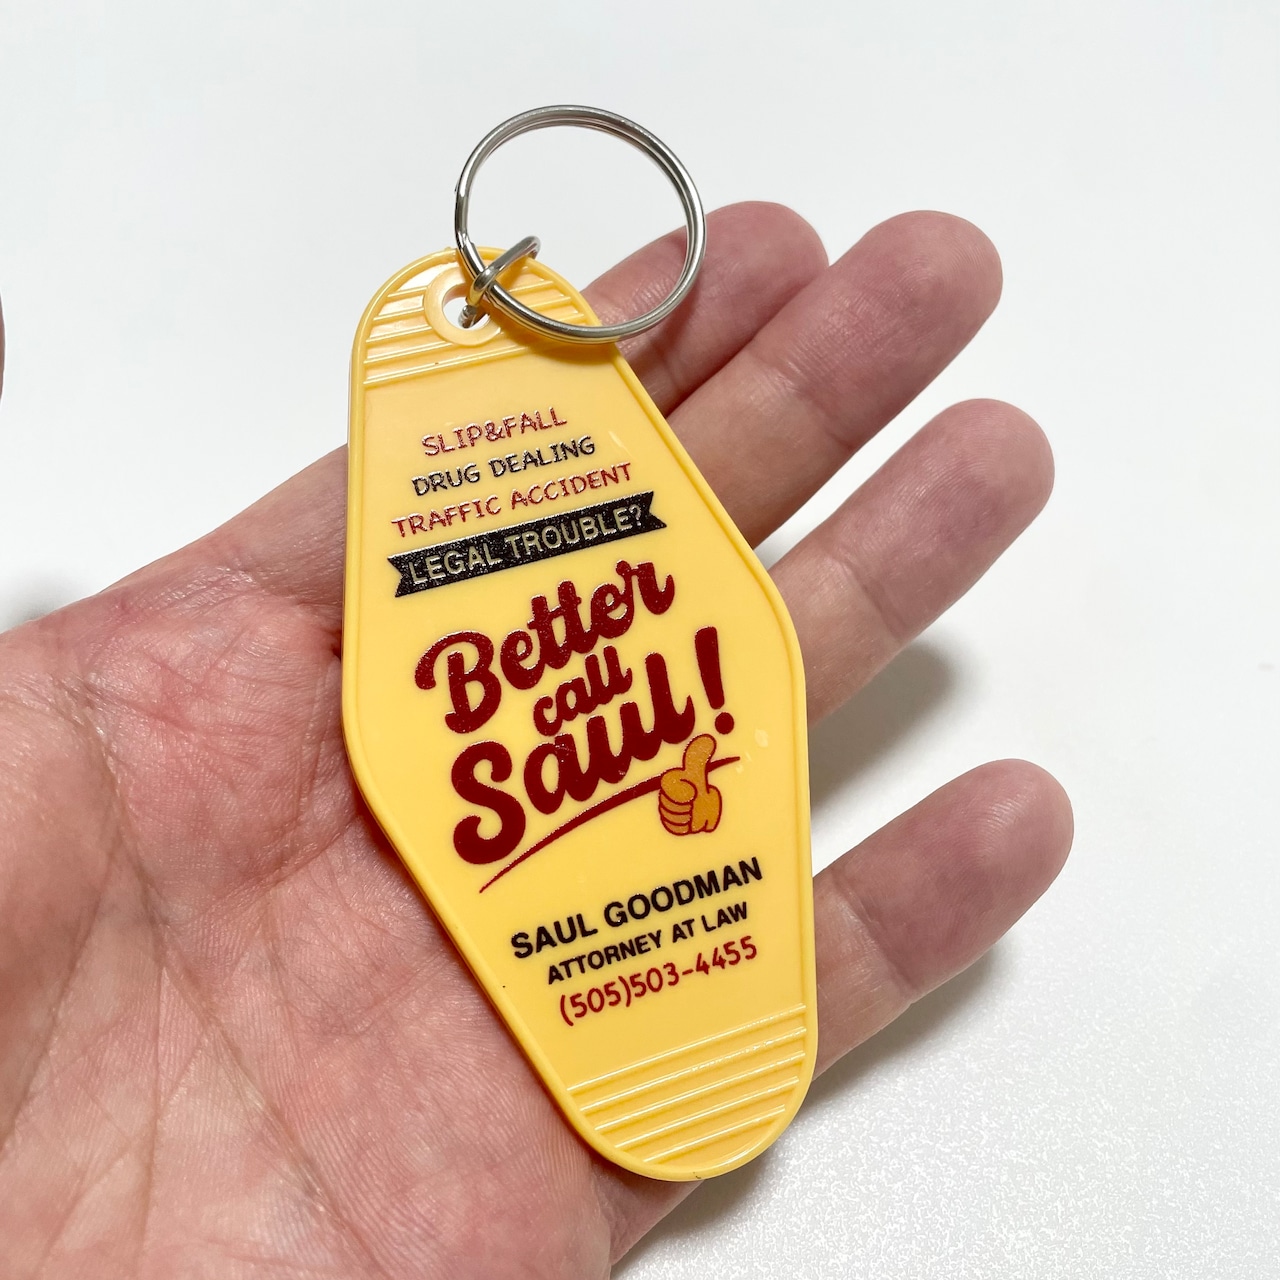 SLIP&FALL
DRUG DEALING
TRAFFIC ACCIDENT
LEGAL TROUBLE?
Better
call
Saul!
SAUL GOODMAN
ATTORNEY AT LAW
(505)503-4455